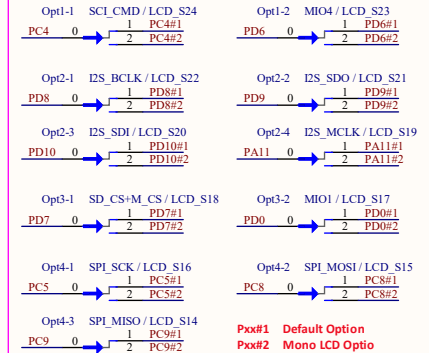 Opt1-1 SCI_CMD / LCD_S24
PC4 0 1 PC4#1
2 PC4#2
Opt1-2 MIO4 / LCD_S23
PD6 0 1 PD6#1
2 PD6#2
Opt2-1 I2S_BCLK / LCD_S22
PD8 0 1 PD8#1
2 PD8#2
Opt2-2 I2S_SDO / LCD_S21
PD9 0 1 PD9#1
2 PD9#2
Opt2-3 I2S_SDI / LCD_S20
PD10 0 1 PD10#1
2 PD10#2
Opt2-4 I2S_MCLK / LCD_S19
PA11 0 1 PA11#1
2 PA11#2
Opt3-1 SD_CS+M_CS / LCD_S18
PD7 0 1 PD7#1
2 PD7#2
Opt3-2 MIO1 / LCD_S17
PD0 0 1 PD0#1
2 PD0#2
Opt4-1 SPI_SCK / LCD_S16
PC5 0 1 PC5#1
2 PC5#2
Opt4-2 SPI_MOSI / LCD_S15
PC8 0 1 PC8#1
2 PC8#2
Opt4-3 SPI_MISO / LCD_S14
PC9 0 1 PC9#1
2 PC9#2
Pxx#1 Default Option
Pxx#2 Mono LCD Optio